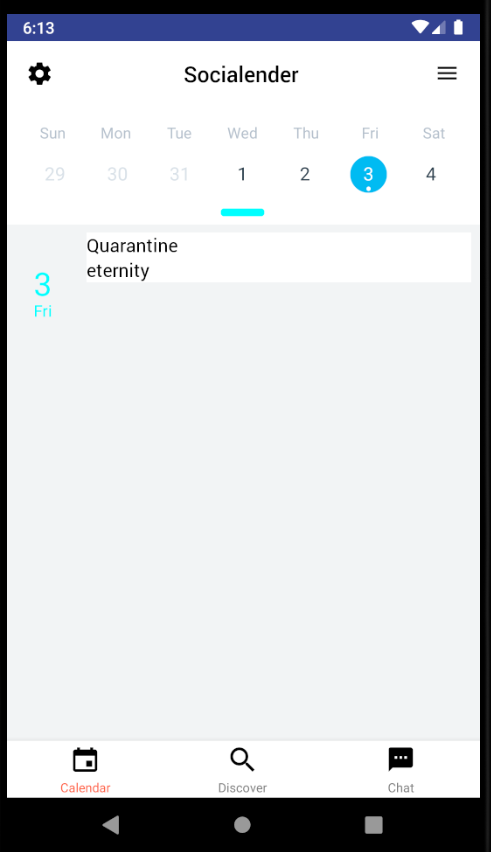 6:13
Socialender
Sun Mon Tue Wed Thu Fri Sat
29 30 31 1 2 3 4
Quarantine
eternity
3
Fri
Calendar Discover Chat